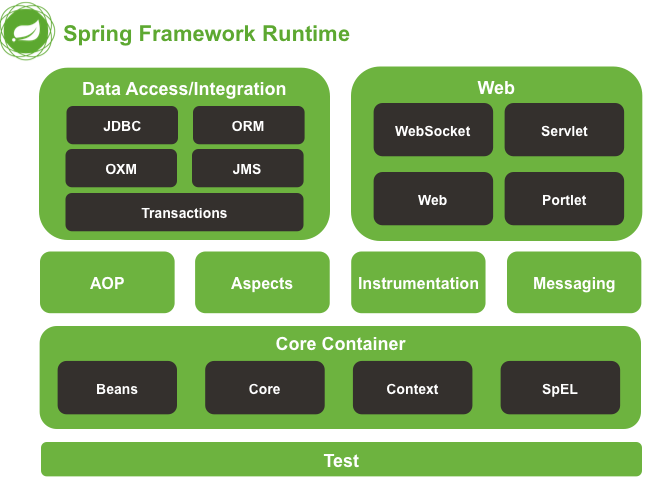 Spring Framework Runtime
Data Access/Integration
JDBC
ORM
OXM
JMS
Transactions
Web
WebSocket
Servlet
Web
Portlet
AOP
Aspects
Instrumentation
Messaging
Core Container
Beans
Core
Context
SpEL
Test